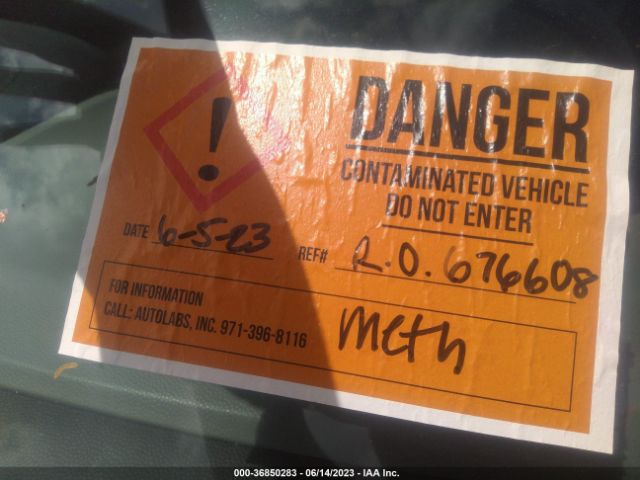 !
DANGER
CONTAMINATED VEHICLE
DO NOT ENTER
DATE 6-5-23 REF# R.O. 676608
FOR INFORMATION
CALL: AUTOLABS, INC. 971-396-8116
Meth
000-36850283 - 06/14/2023 - IAA Inc.